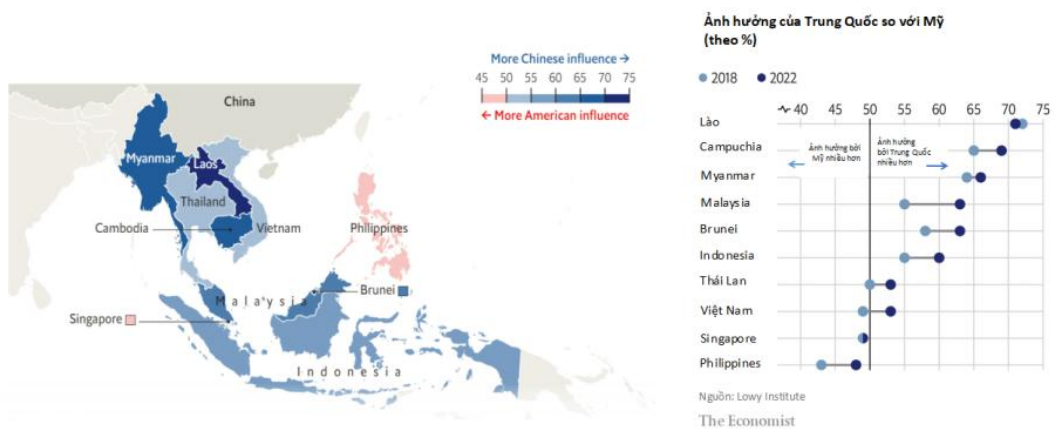 More Chinese influence →
45 50 55 60 65 70 75
← More American influence
China
Myanmar
Laos
Thailand
Cambodia
Vietnam
Philippines
Malaysia
Brunei
Singapore
Indonesia
Ảnh hưởng của Trung Quốc so với Mỹ
(theo %)
2018 2022
40 45 50 55 60 65 70 75
Lào
Campuchia
Ảnh hưởng bởi
Mỹ nhiều hơn
Ảnh hưởng
bởi Trung Quốc
nhiều hơn
Myanmar
Malaysia
Brunei
Indonesia
Thái Lan
Việt Nam
Singapore
Philippines
Nguồn: Lowy Institute
The Economist